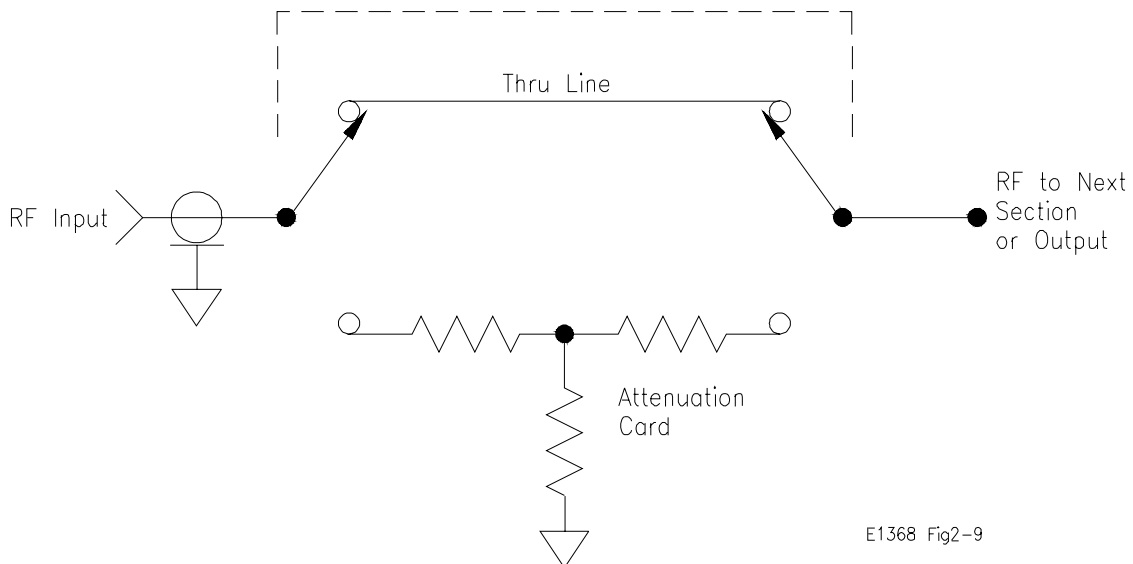 Thru Line
RF Input
RF to Next
Section
or Output
Attenuation
Card
E1368 Fig2-9